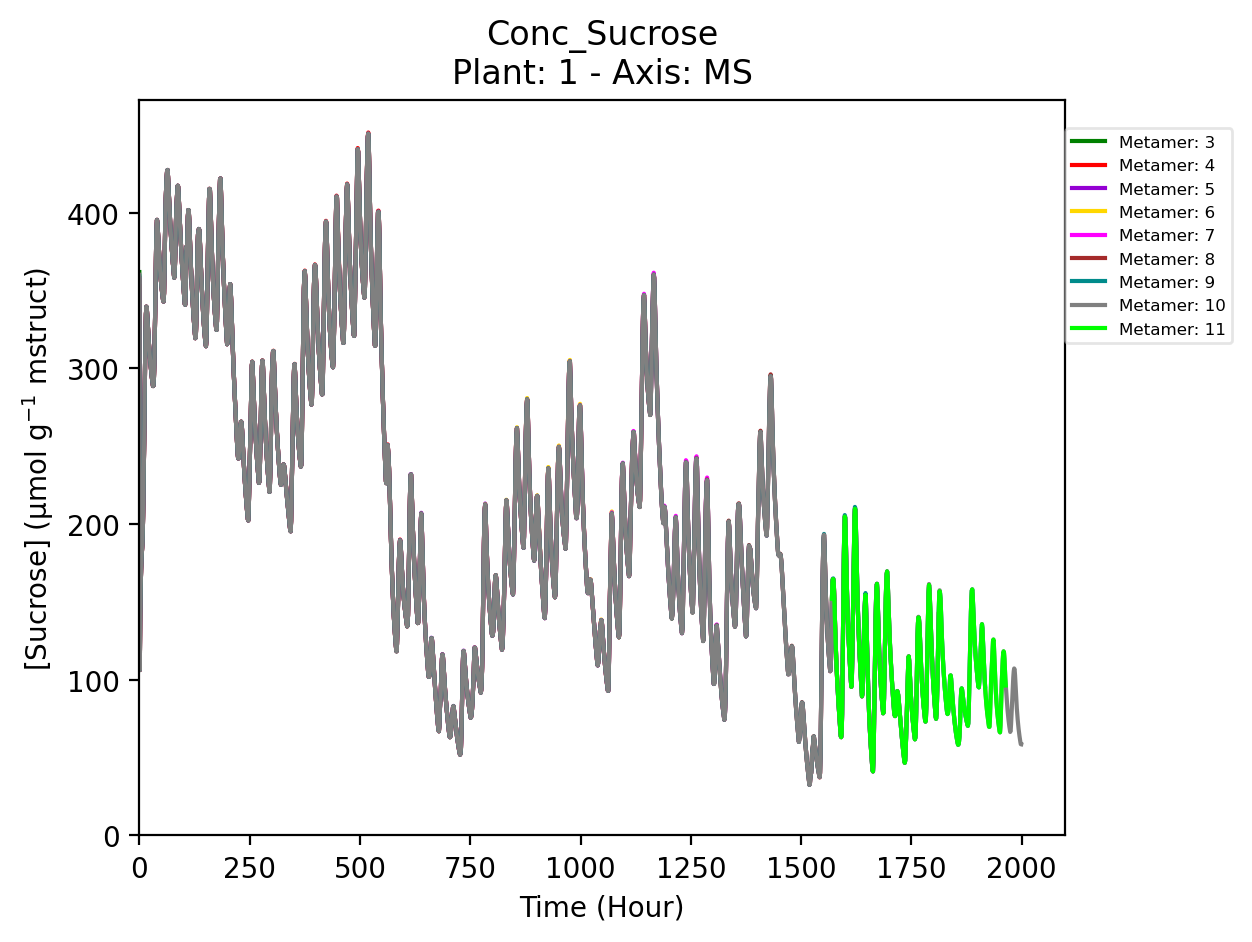 Conc_Sucrose
Plant: 1 - Axis: MS
[Sucrose] (µmol g⁻¹ mstruct)
400
300
200
100
0
0 250 500 750 1000 1250 1500 1750 2000
Time (Hour)
Metamer: 3
Metamer: 4
Metamer: 5
Metamer: 6
Metamer: 7
Metamer: 8
Metamer: 9
Metamer: 10
Metamer: 11